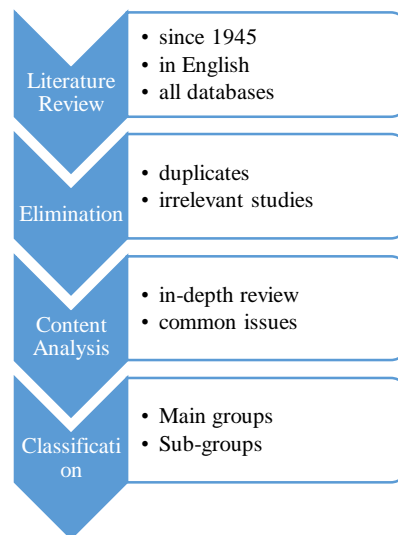 Literature
Review
• since 1945
• in English
• all databases
Elimination
• duplicates
• irrelevant studies
Content
Analysis
• in-depth review
• common issues
Classificati
on
• Main groups
• Sub-groups